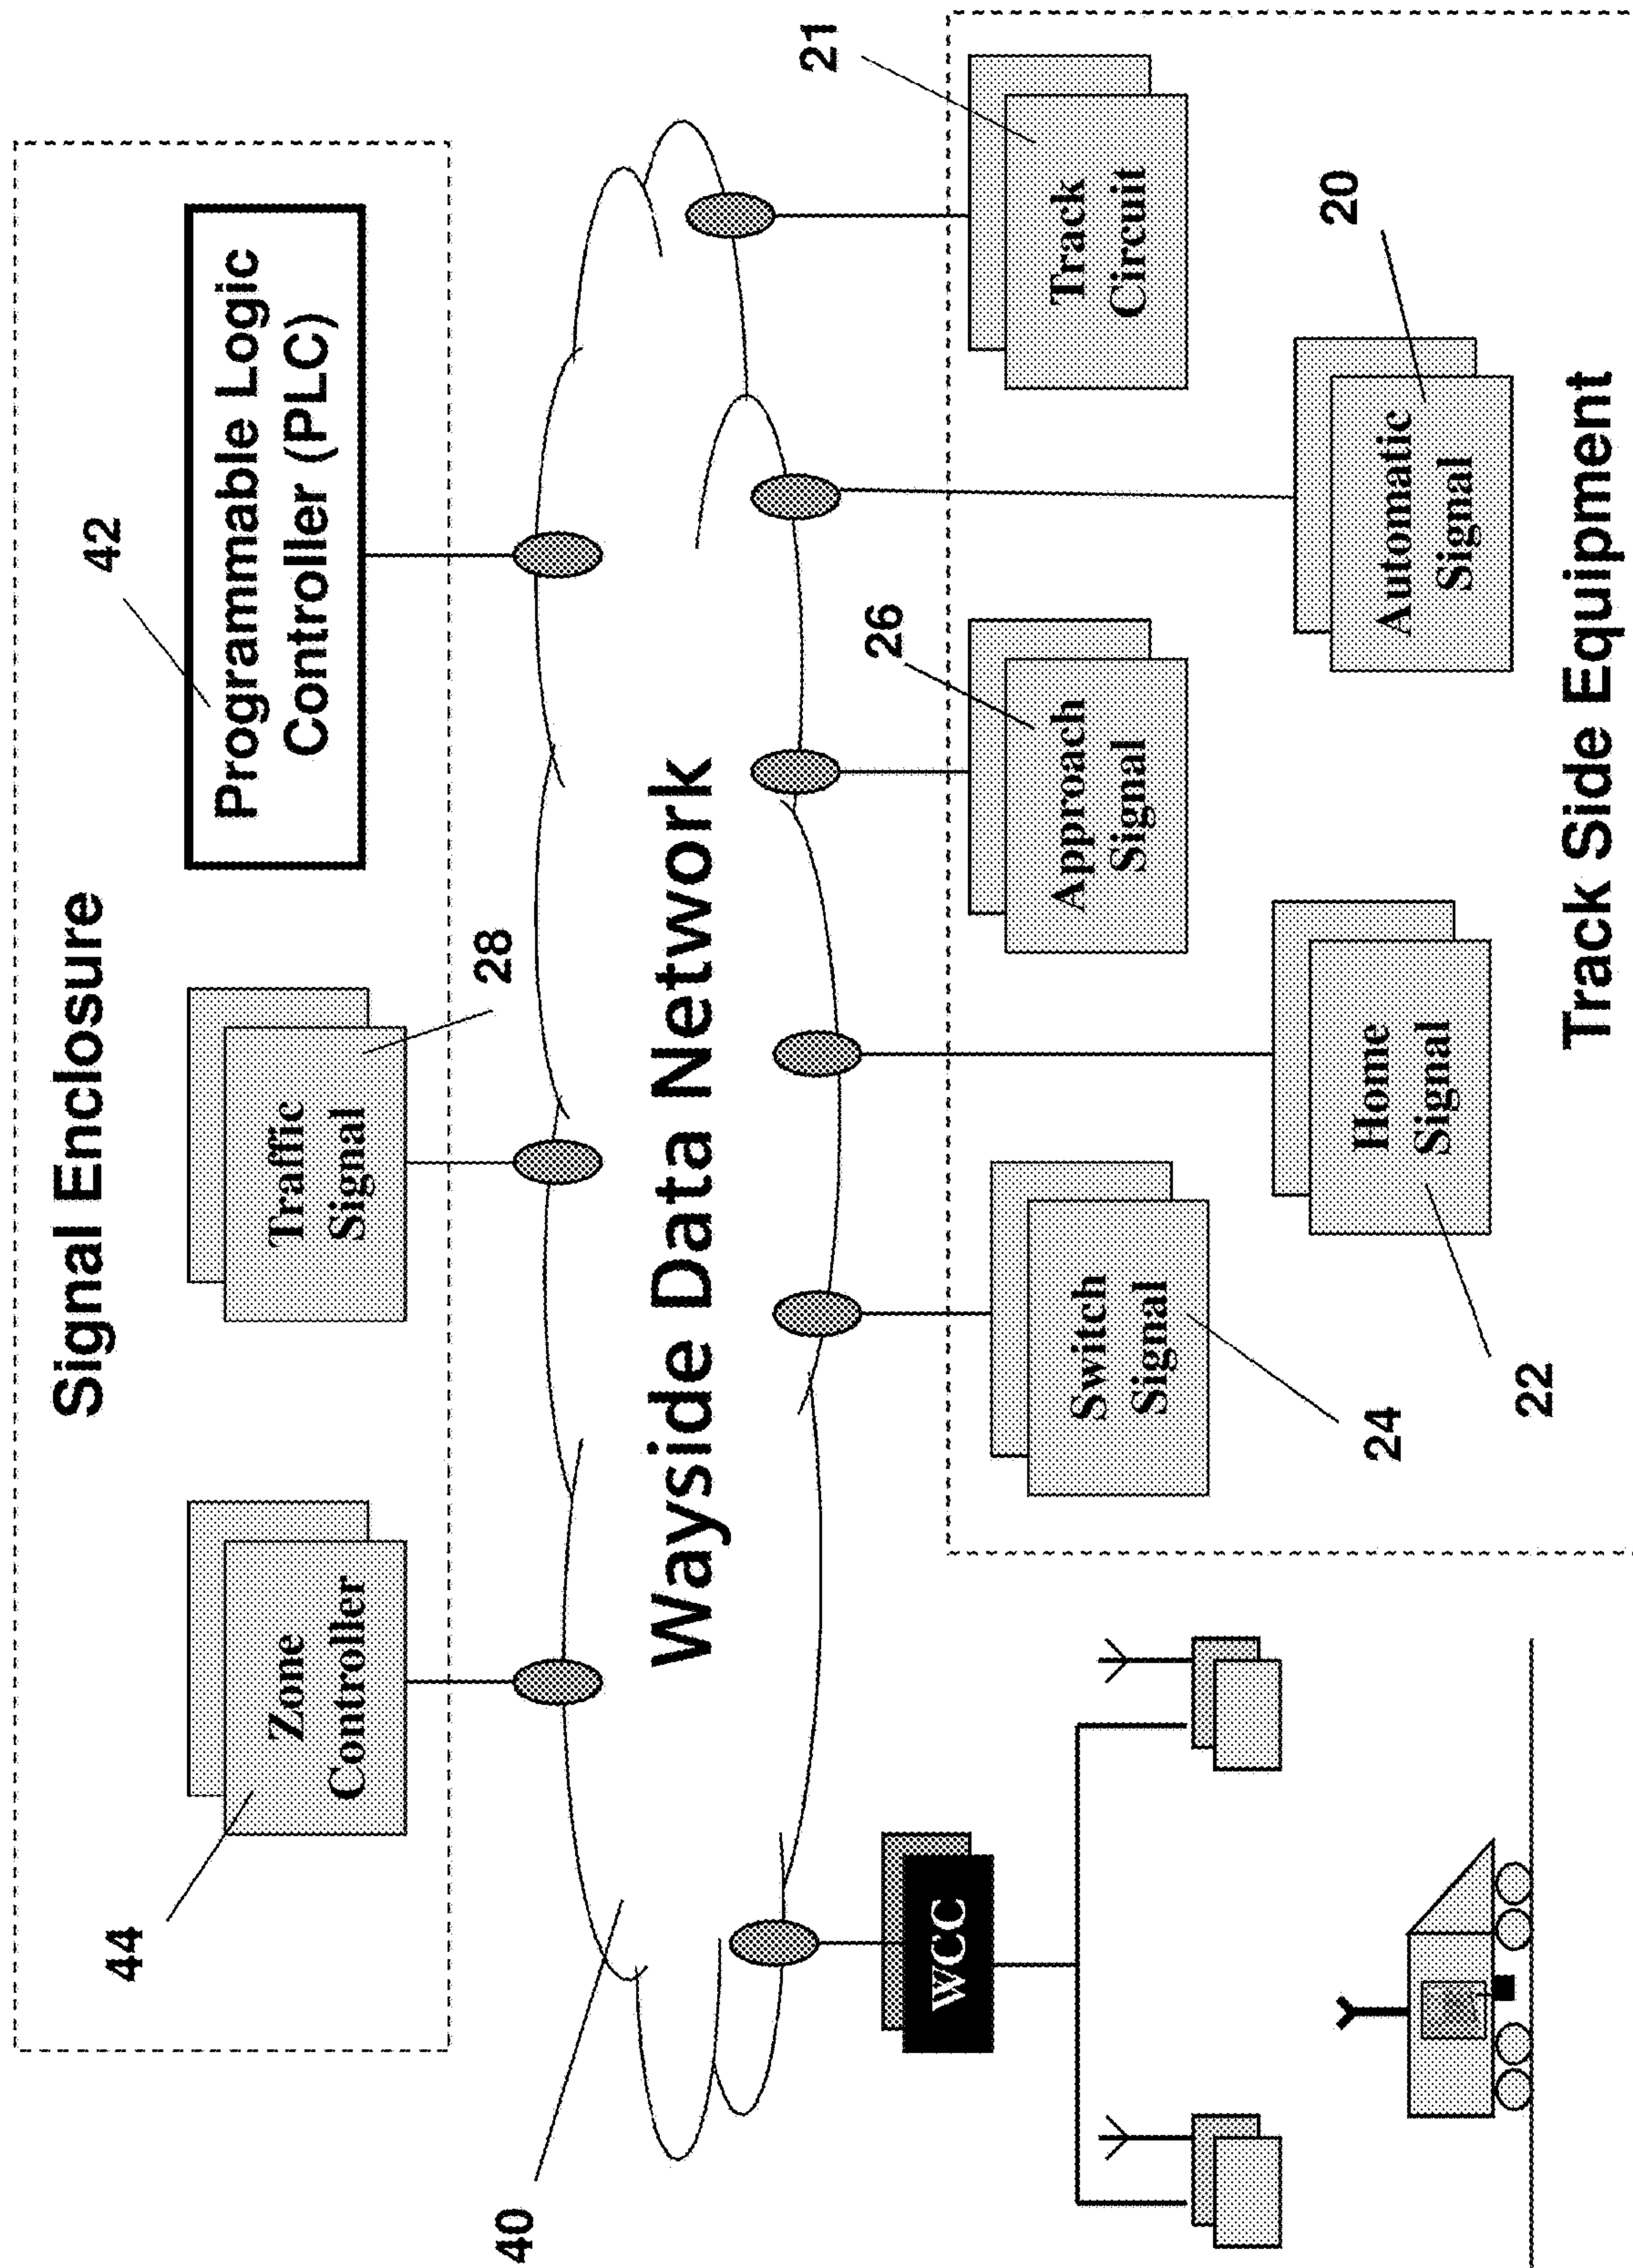 Signal Enclosure
44
Zone
Controller
Traffic
Signal
28
42
Programmable Logic
Controller (PLC)
40
Wayside Data Network
WCC
Switch
Signal
24
Home
Signal
22
Approach
Signal
26
Automatic
Signal
20
Track
Circuit
21
Track Side Equipment